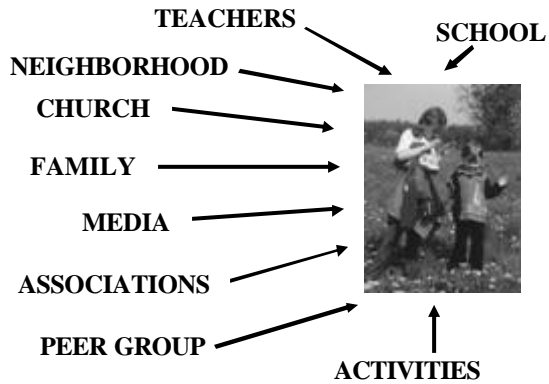 TEACHERS
SCHOOL
NEIGHBORHOOD
CHURCH
FAMILY
MEDIA
ASSOCIATIONS
PEER GROUP
ACTIVITIES